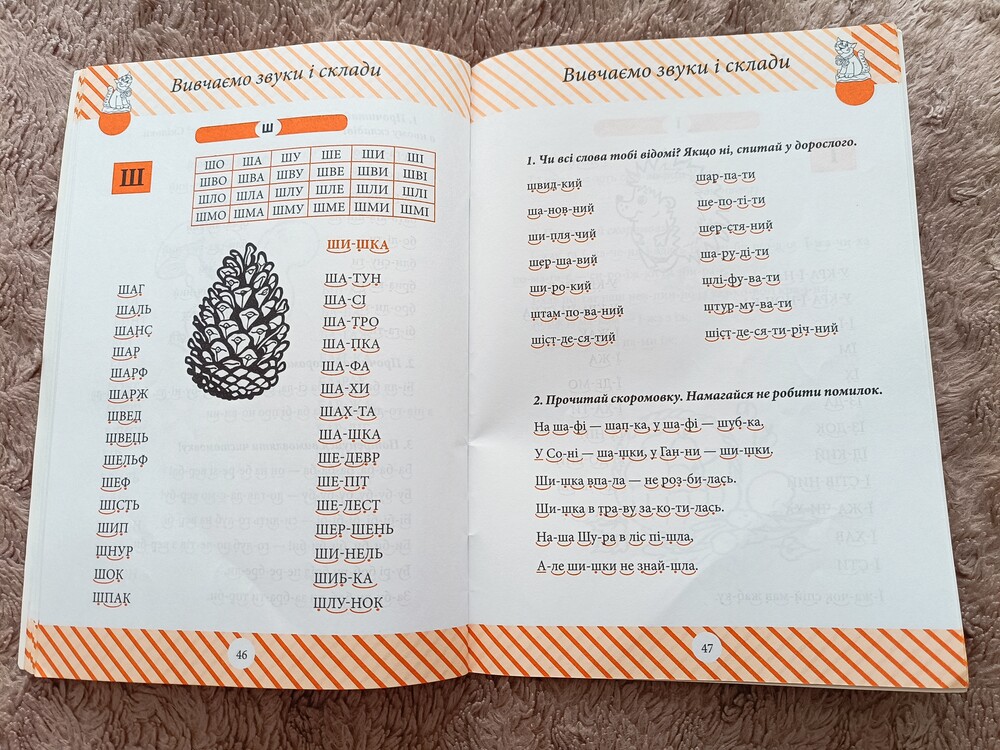 Вивчаємо звуки і склади
Ш
Ш
ШО ША ШУ ШЕ ШИ ШІ
ШВО ШВА ШВУ ШВЕ ШВИ ШВІ
ШЛО ШЛА ШЛУ ШЛЕ ШЛИ ШЛІ
ШМО ШМА ШМУ ШМЕ ШМИ ШМІ
ШАГ
ШАЛЬ
ШАНС
ШАР
ШАРФ
ШАРЖ
ШВЕД
ШВЕЦЬ
ШЕЛЬФ
ШЕФ
ШІСТЬ
ШИП
ШНУР
ШОК
ШПАК
ШИ-ШКА
ША-ТУН
ША-СІ
ША-ТРО
ША-ПКА
ША-ФА
ША-ХИ
ШАХ-ТА
ША-ШКА
ШЕ-ДЕВР
ШЕ-ПІТ
ШЕ-ЛЕСТ
ШЕР-ШЕНЬ
ШИ-НЕЛЬ
ШИБ-КА
ШЛУ-НОК
46
Вивчаємо звуки і склади
1. Чи всі слова тобі відомі? Якщо ні, спитай у дорослого.
швид-кий
ша-нов-ний
ши-пля-чий
шер-ша-вий
ши-ро-кий
штам-по-ва-ний
шіст-де-ся-тий
шар-па-ти
ше-по-ті-ти
шер-стя-ний
ша-ру-ді-ти
шлі-фу-ва-ти
штур-му-ва-ти
шіст-де-ся-ти-річ-ний
2. Прочитай скоромовку. Намагайся не робити помилок.
На ша-фі — шап-ка, у ша-фі — шуб-ка.
У Со-ні — ша-шки, у Ган-ни — ши-шки.
Ши-шка впа-ла — не роз-би-лась.
Ши-шка в тра-ву за-ко-ти-лась.
На-ша Шу-ра в ліс пі-шла,
А-ле ши-шки не знай-шла.
47